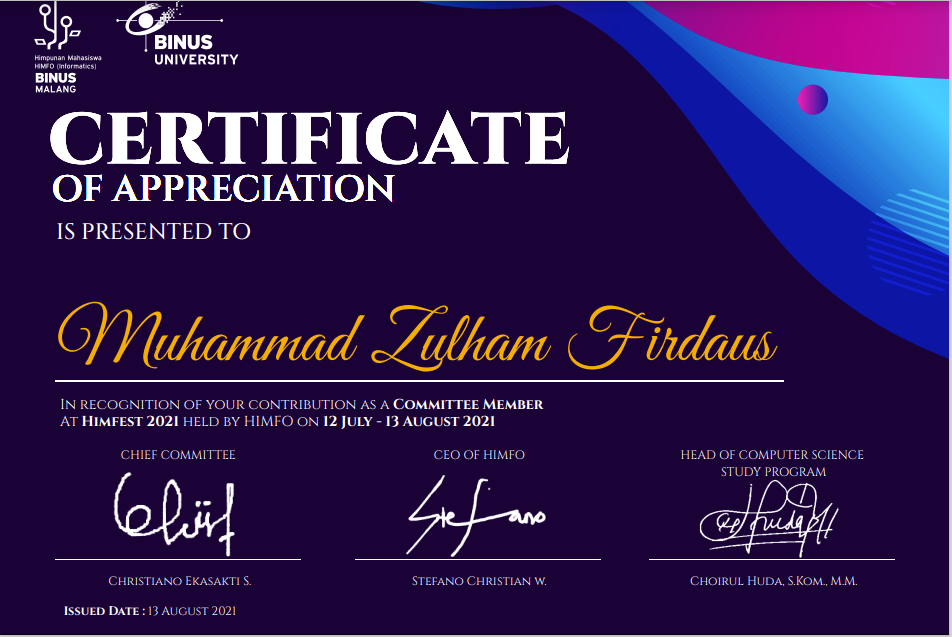 Himpunan Mahasiswa
HIMFO (Informatics)
BINUS
MALANG
BINUS
UNIVERSITY
CERTIFICATE
OF APPRECIATION
IS PRESENTED TO
Muhammad Zulham Firdaus
IN RECOGNITION OF YOUR CONTRIBUTION AS A COMMITTEE MEMBER
AT HIMFEST 2021 HELD BY HIMFO ON 12 JULY - 13 AUGUST 2021
CHIEF COMMITTEE
CEO OF HIMFO
HEAD OF COMPUTER SCIENCE
STUDY PROGRAM
Stefano
CHRISTIANO EKASAKTI S.
STEFANO CHRISTIAN W.
CHOIRUL HUDA, S.KOM., M.M.
ISSUED DATE : 13 AUGUST 2021